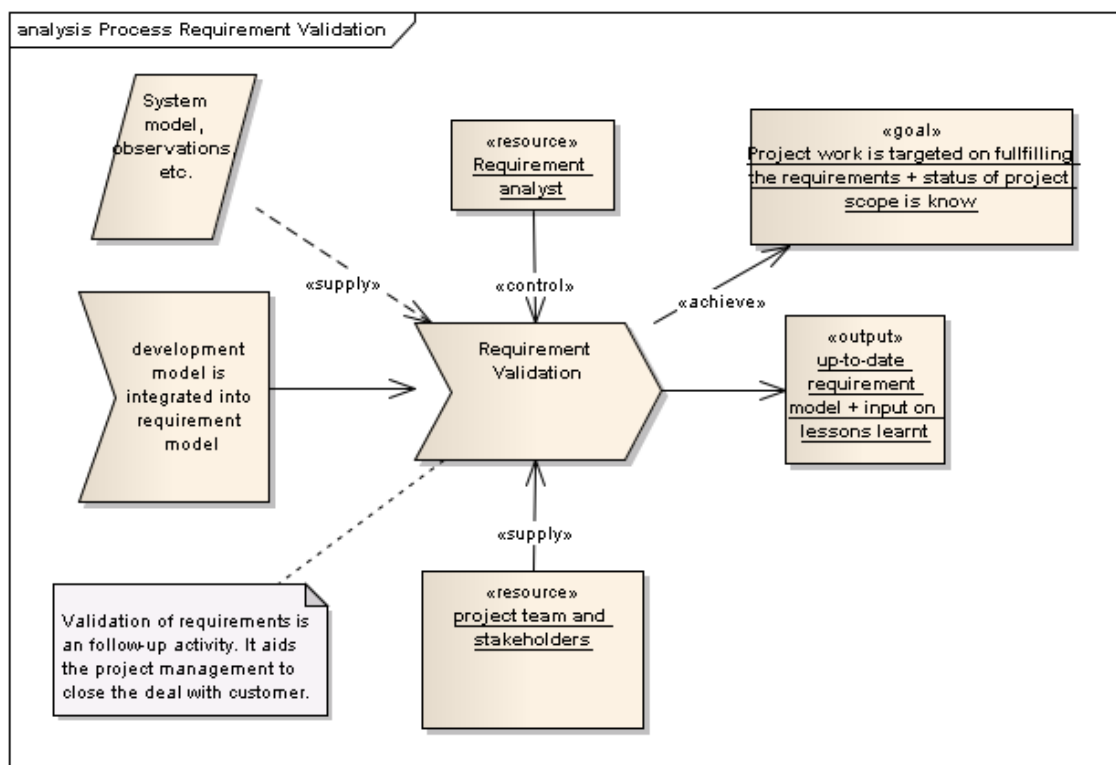 analysis Process Requirement Validation
System
model,
observations,
etc.
«resource»
Requirement
analyst
«goal»
Project work is targeted on fullfilling
the requirements + status of project
scope is know
«supply»
«control»
«achieve»
development
model is
integrated into
requirement
model
Requirement
Validation
«output»
up-to-date
requirement
model + input on
lessons learnt
«supply»
«resource»
project team and
stakeholders
Validation of requirements is
an follow-up activity. It aids
the project management to
close the deal with customer.